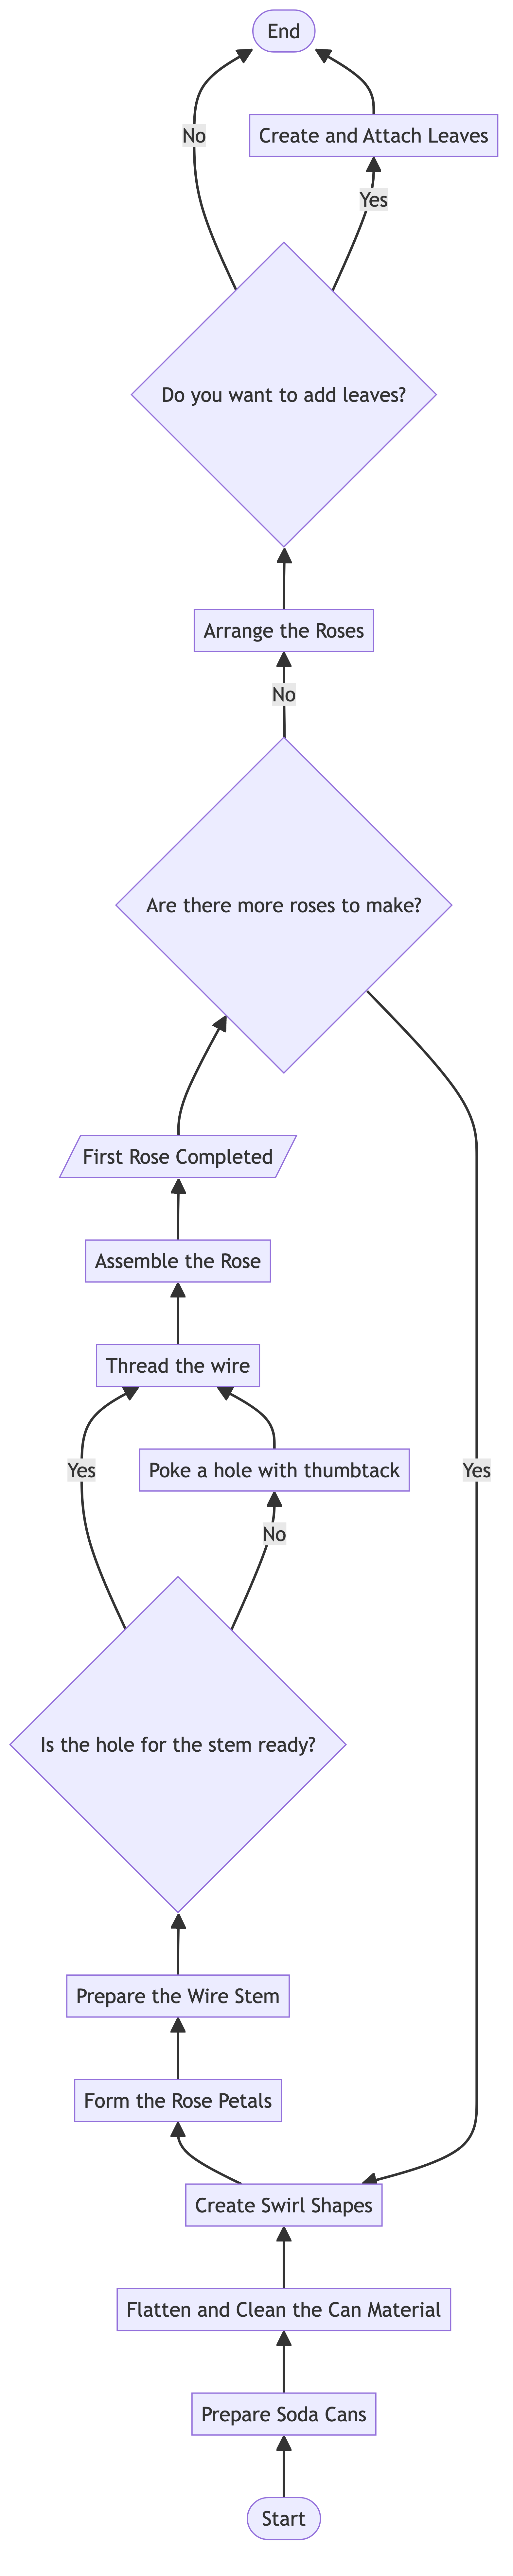 End
No
Create and Attach Leaves
Yes
Do you want to add leaves?
Arrange the Roses
No
Are there more roses to make?
First Rose Completed
Assemble the Rose
Thread the wire
Yes
Poke a hole with thumbtack
Yes
No
Is the hole for the stem ready?
Prepare the Wire Stem
Form the Rose Petals
Create Swirl Shapes
Flatten and Clean the Can Material
Prepare Soda Cans
Start